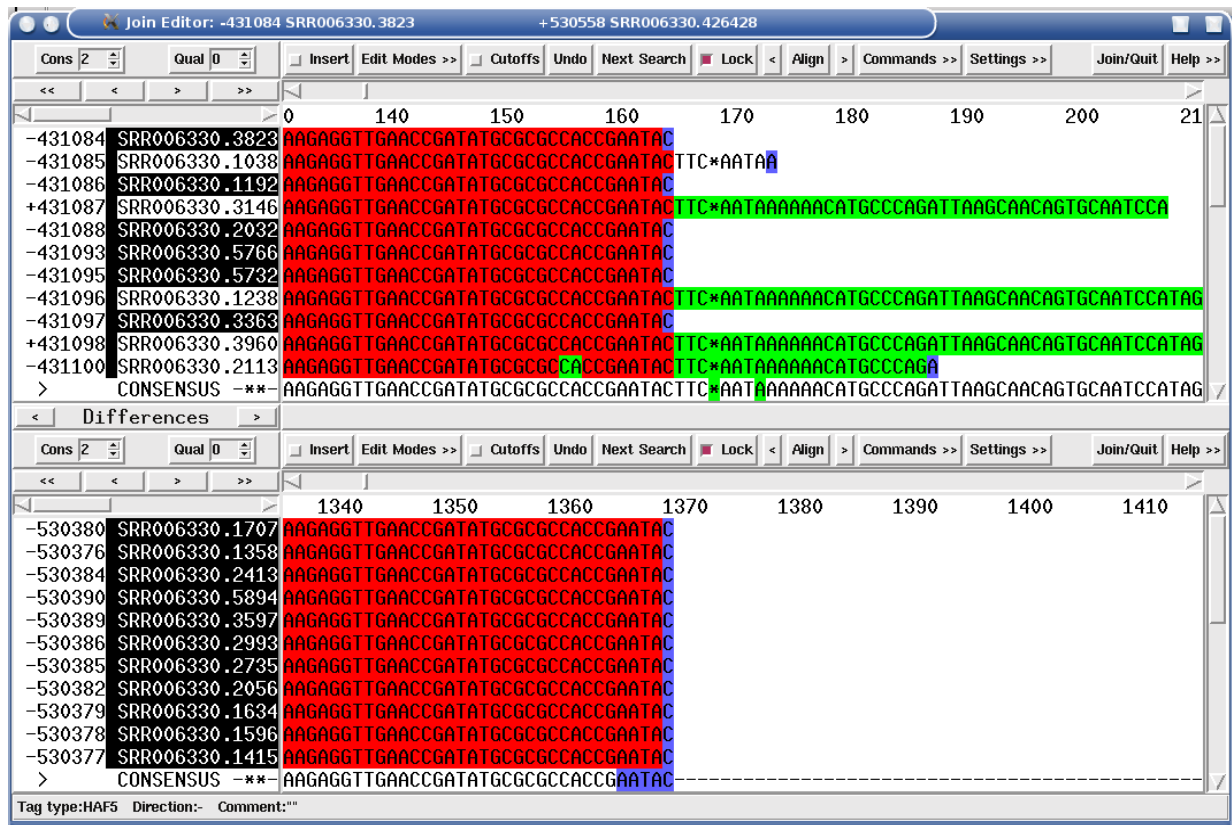 Join Editor: -431084 SRR006330.3823 +530558 SRR006330.426428
Cons 2 Qual 0 Insert Edit Modes >> Cutoffs Undo Next Search Lock < Align > Commands >> Settings >> Join/Quit Help >>
<< < > >>
0 140 150 160 170 180 190 200 21
-431084 SRR006330.3823 AAGAGGTTGAACCGATATGCGCGCCACCGAATAC
-431085 SRR006330.1038 AAGAGGTTGAACCGATATGCGCGCCACCGAATACTTC*AATAA
-431086 SRR006330.1192 AAGAGGTTGAACCGATATGCGCGCCACCGAATAC
+431087 SRR006330.3146 AAGAGGTTGAACCGATATGCGCGCCACCGAATACTTC*AATAAAAAACATGCCCAGATTAAGCAACAGTGCAATCCA
-431088 SRR006330.2032 AAGAGGTTGAACCGATATGCGCGCCACCGAATAC
-431093 SRR006330.5766 AAGAGGTTGAACCGATATGCGCGCCACCGAATAC
-431095 SRR006330.5732 AAGAGGTTGAACCGATATGCGCGCCACCGAATAC
-431096 SRR006330.1238 AAGAGGTTGAACCGATATGCGCGCCACCGAATACTTC*AATAAAAAACATGCCCAGATTAAGCAACAGTGCAATCCATAG
-431097 SRR006330.3363 AAGAGGTTGAACCGATATGCGCGCCACCGAATAC
+431098 SRR006330.3960 AAGAGGTTGAACCGATATGCGCGCCACCGAATACTTC*AATAAAAAACATGCCCAGATTAAGCAACAGTGCAATCCATAG
-431100 SRR006330.2113 AAGAGGTTGAACCGATATGCGCGCCACCGAATACTTC*AATAAAAAACATGCCCAGA
> CONSENSUS -**- AAGAGGTTGAACCGATATGCGCGCCACCGAATACTTC*AATAAAAAACATGCCCAGATTAAGCAACAGTGCAATCCATAG
< Differences >
Cons 2 Qual 0 Insert Edit Modes >> Cutoffs Undo Next Search Lock < Align > Commands >> Settings >> Join/Quit Help >>
<< < > >>
1340 1350 1360 1370 1380 1390 1400 1410
-530380 SRR006330.1707 AAGAGGTTGAACCGATATGCGCGCCACCGAATAC
-530376 SRR006330.1358 AAGAGGTTGAACCGATATGCGCGCCACCGAATAC
-530384 SRR006330.2413 AAGAGGTTGAACCGATATGCGCGCCACCGAATAC
-530390 SRR006330.5894 AAGAGGTTGAACCGATATGCGCGCCACCGAATAC
-530389 SRR006330.3597 AAGAGGTTGAACCGATATGCGCGCCACCGAATAC
-530386 SRR006330.2993 AAGAGGTTGAACCGATATGCGCGCCACCGAATAC
-530385 SRR006330.2735 AAGAGGTTGAACCGATATGCGCGCCACCGAATAC
-530382 SRR006330.2056 AAGAGGTTGAACCGATATGCGCGCCACCGAATAC
-530379 SRR006330.1634 AAGAGGTTGAACCGATATGCGCGCCACCGAATAC
-530378 SRR006330.1596 AAGAGGTTGAACCGATATGCGCGCCACCGAATAC
-530377 SRR006330.1415 AAGAGGTTGAACCGATATGCGCGCCACCGAATAC
> CONSENSUS -**- AAGAGGTTGAACCGATATGCGCGCCACCGAATAC----------------------------------------------
Tag type:HAF5 Direction:- Comment:""